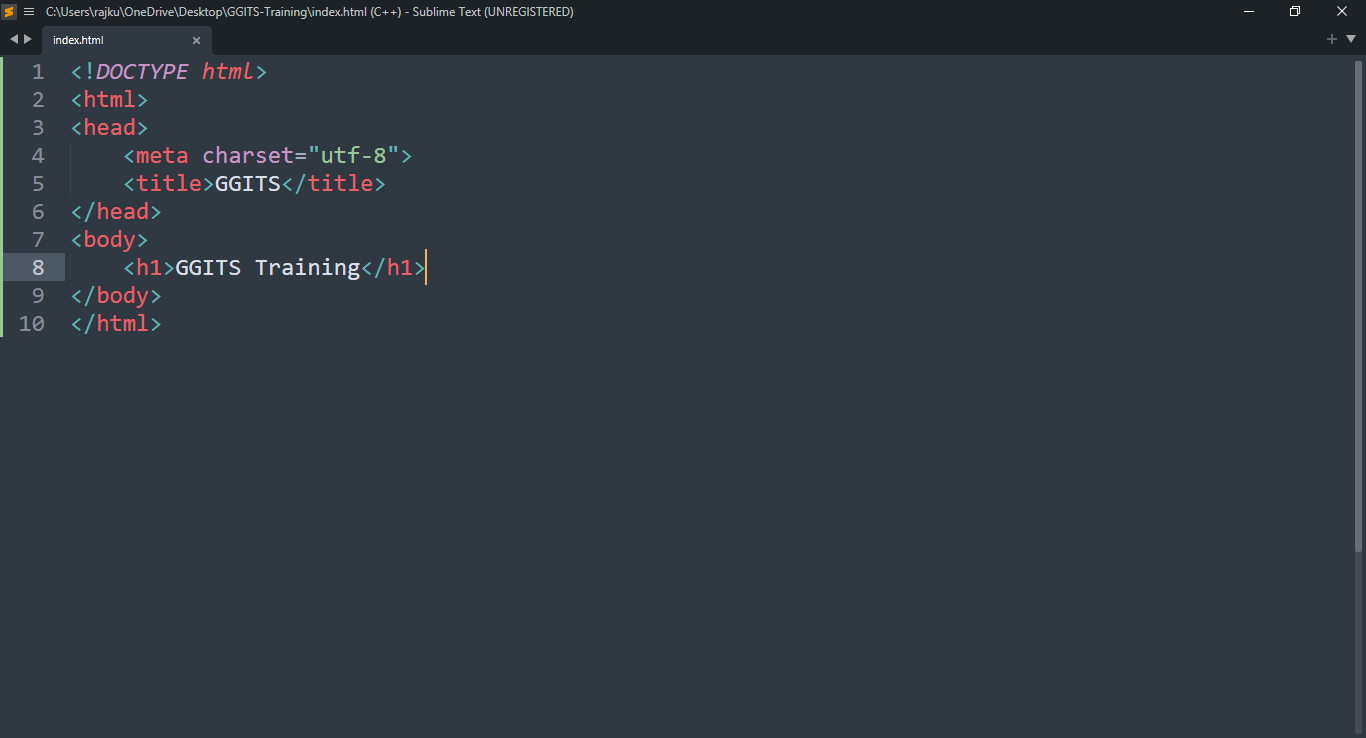 C:\Users\rajku\OneDrive\Desktop\GGITS-Training\index.html (C++) - Sublime Text (UNREGISTERED)
index.html
1 <!DOCTYPE html>
2 <html>
3 <head>
4     <meta charset="utf-8">
5     <title>GGITS</title>
6 </head>
7 <body>
8     <h1>GGITS Training</h1>
9 </body>
10 </html>